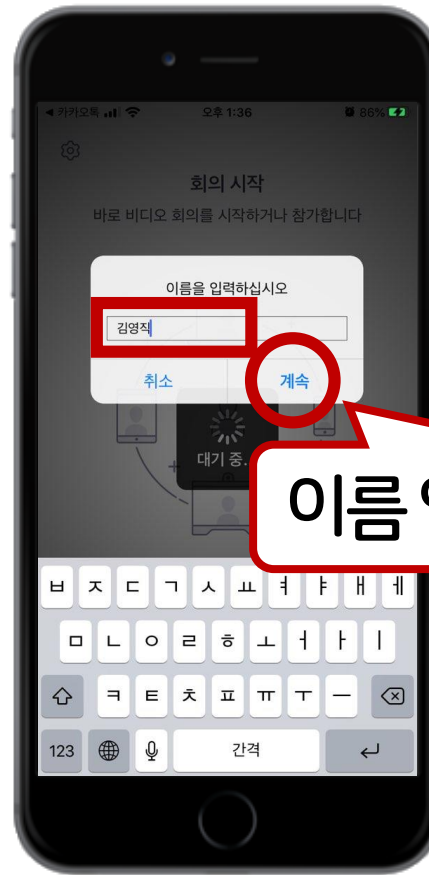 ◀ 카카오톡 오후 1:36 86%
회의 시작
바로 비디오 회의를 시작하거나 참가합니다
이름을 입력하십시오
김영직
취소 계속
대기 중..
이름
ㅂ ㅈ ㄷ ㄱ ㅅ ㅛ ㅕ ㅑ ㅐ ㅔ
ㅁ ㄴ ㅇ ㄹ ㅎ ㅗ ㅓ ㅏ ㅣ
ㅋ ㅌ ㅊ ㅍ ㅠ ㅜ ㅡ
123 간격